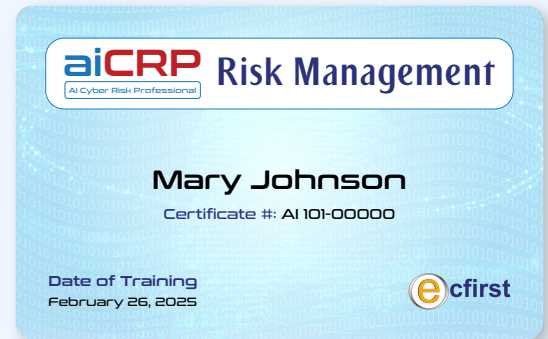 aiCRP Risk Management
AI Cyber Risk Professional
Mary Johnson
Certificate #: AI 101-00000
Date of Training
February 26, 2025
ecfirst